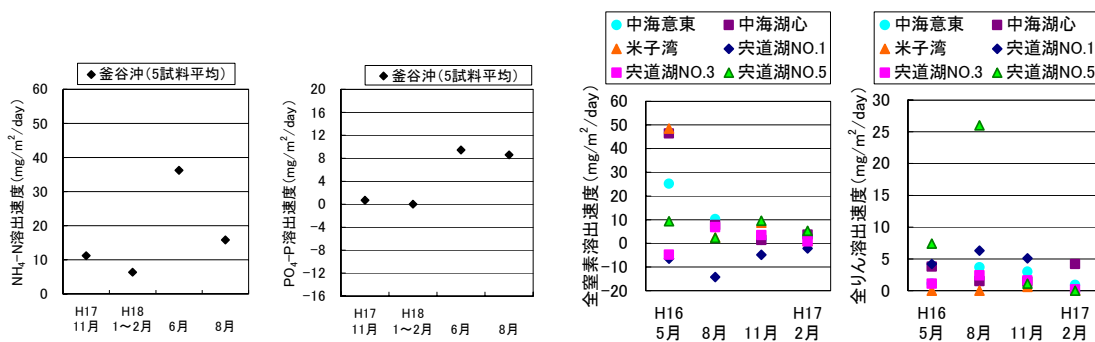 ◆釜谷沖(5試料平均)
NH4-N溶出速度(mg/m2/day)
60
50
40
30
20
10
0
H17
11月
H18
1～2月
6月
8月
◆釜谷沖(5試料平均)
PO4-P溶出速度(mg/m2/day)
20
16
12
8
4
0
-4
-8
-12
-16
H17
11月
H18
1～2月
6月
8月
中海意東 中海湖心
米子湾 宍道湖NO.1
宍道湖NO.3 宍道湖NO.5
全窒素溶出速度(mg/m2/day)
60
50
40
30
20
10
0
-10
-20
H16
5月
8月
11月
H17
2月
中海意東 中海湖心
米子湾 宍道湖NO.1
宍道湖NO.3 宍道湖NO.5
全りん溶出速度(mg/m2/day)
30
25
20
15
10
5
0
H16
5月
8月
11月
H17
2月